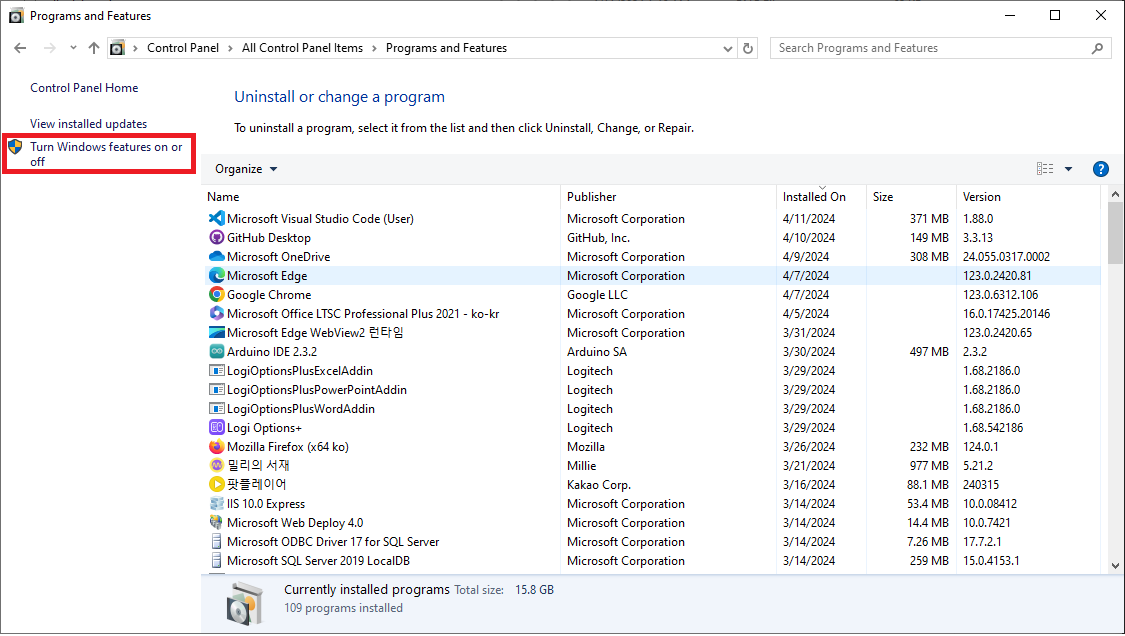 Programs and Features
Control Panel > All Control Panel Items > Programs and Features
Search Programs and Features
Control Panel Home
View installed updates
Turn Windows features on or
off
Uninstall or change a program
To uninstall a program, select it from the list and then click Uninstall, Change, or Repair.
Organize
Name Publisher Installed On Size Version
Microsoft Visual Studio Code (User) Microsoft Corporation 4/11/2024 371 MB 1.88.0
GitHub Desktop GitHub, Inc. 4/10/2024 149 MB 3.3.13
Microsoft OneDrive Microsoft Corporation 4/9/2024 308 MB 24.055.0317.0002
Microsoft Edge Microsoft Corporation 4/7/2024 123.0.2420.81
Google Chrome Google LLC 4/7/2024 123.0.6312.106
Microsoft Office LTSC Professional Plus 2021 - ko-kr Microsoft Corporation 4/5/2024 16.0.17425.20146
Microsoft Edge WebView2 런타임 Microsoft Corporation 3/31/2024 123.0.2420.65
Arduino IDE 2.3.2 Arduino SA 3/30/2024 497 MB 2.3.2
LogiOptionsPlusExcelAddin Logitech 3/29/2024 1.68.2186.0
LogiOptionsPlusPowerPointAddin Logitech 3/29/2024 1.68.2186.0
LogiOptionsPlusWordAddin Logitech 3/29/2024 1.68.2186.0
Logi Options+ Logitech 3/29/2024 1.68.542186
Mozilla Firefox (x64 ko) Mozilla 3/26/2024 232 MB 124.0.1
밀리의 서재 Millie 3/21/2024 977 MB 5.21.2
팟플레이어 Kakao Corp. 3/16/2024 88.1 MB 240315
IIS 10.0 Express Microsoft Corporation 3/14/2024 53.4 MB 10.0.08412
Microsoft Web Deploy 4.0 Microsoft Corporation 3/14/2024 14.4 MB 10.0.7421
Microsoft ODBC Driver 17 for SQL Server Microsoft Corporation 3/14/2024 7.26 MB 17.7.2.1
Microsoft SQL Server 2019 LocalDB Microsoft Corporation 3/14/2024 259 MB 15.0.4153.1
Currently installed programs Total size: 15.8 GB
109 programs installed